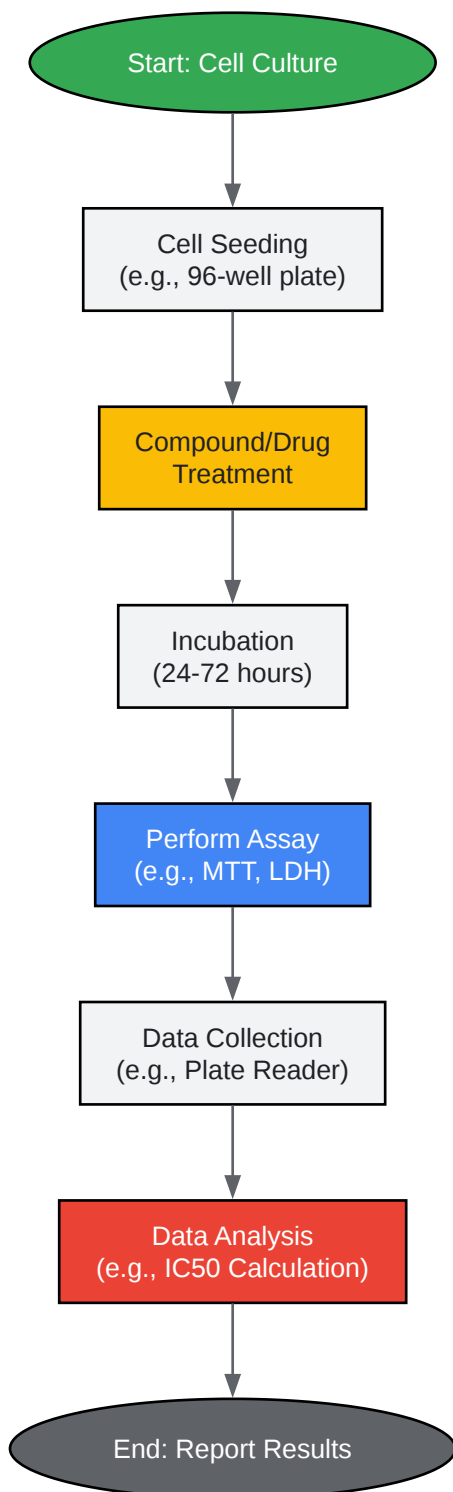 Start: Cell Culture
Cell Seeding
(e.g., 96-well plate)
Compound/Drug
Treatment
Incubation
(24-72 hours)
Perform Assay
(e.g., MTT, LDH)
Data Collection
(e.g., Plate Reader)
Data Analysis
(e.g., IC50 Calculation)
End: Report Results